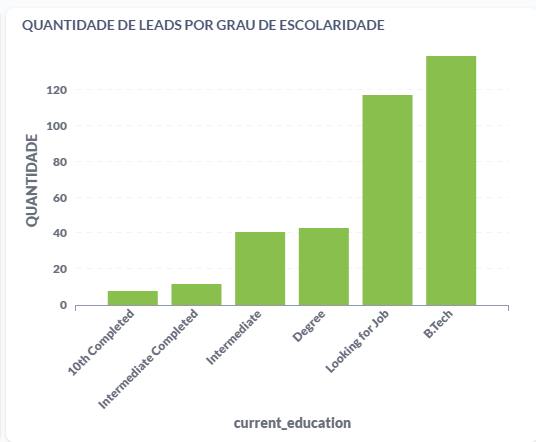 QUANTIDADE DE LEADS POR GRAU DE ESCOLARIDADE
QUANTIDADE
120
100
80
60
40
20
0
10th Completed
Intermediate Completed
Intermediate
Degree
Looking for Job
B.Tech
current_education